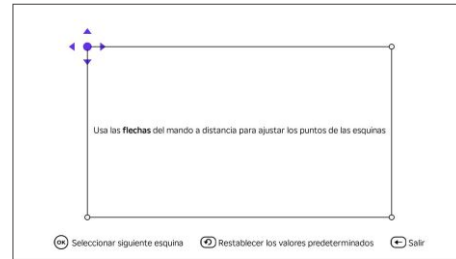 Usa las flechas del mando a distancia para ajustar los puntos de las esquinas
OK Seleccionar siguiente esquina Restablecer los valores predeterminados Salir